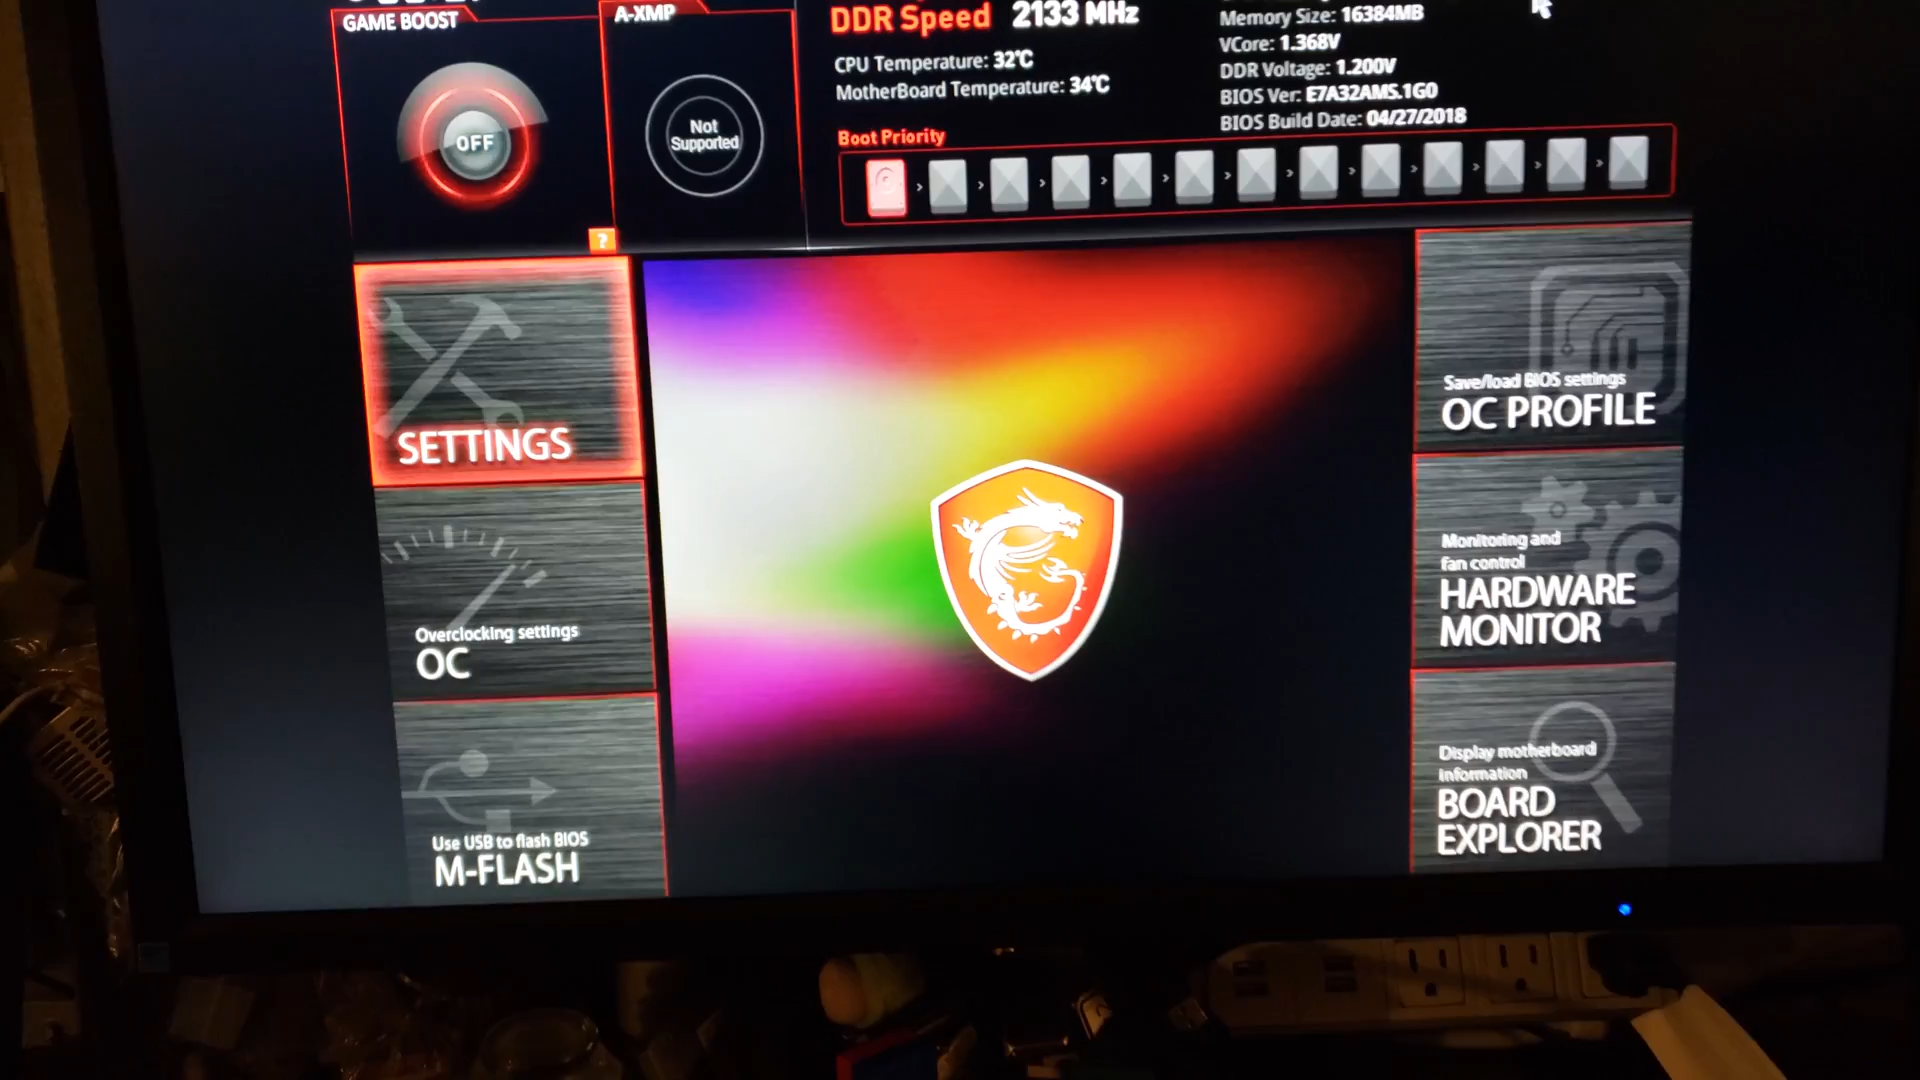 GAME BOOST
A-XMP
OFF
Not
Supported
DDR Speed 2133 MHz
CPU Temperature: 32°C
MotherBoard Temperature: 34°C
Memory Size: 16384MB
VCore: 1.368V
DDR Voltage: 1.200V
BIOS Ver: E7A32AMS.1G0
BIOS Build Date: 04/27/2018
Boot Priority
?
SETTINGS
Overclocking settings
OC
Use USB to flash BIOS
M-FLASH
Save/load BIOS settings
OC PROFILE
Monitoring and
fan control
HARDWARE
MONITOR
Display motherboard
information
BOARD
EXPLORER